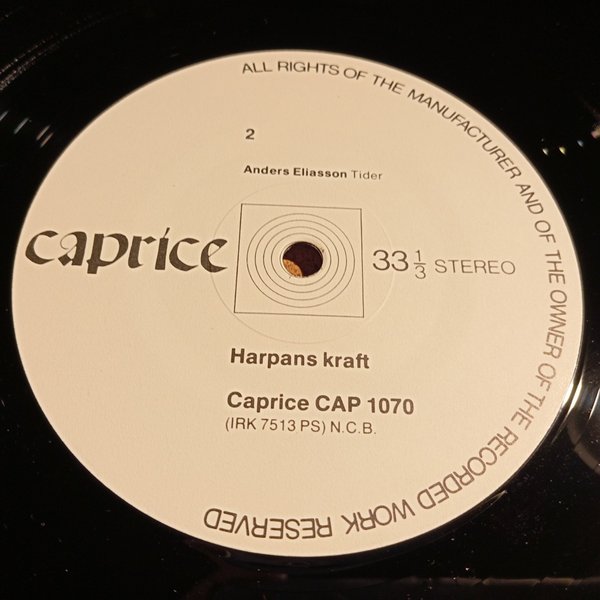 ALL RIGHTS OF THE MANUFACTURER AND OF THE OWNER OF THE RECORDED WORK RESERVED
2
Anders Eliasson Tider
caprice
33 1/3 STEREO
Harpans kraft
Caprice CAP 1070
(IRK 7513 PS) N.C.B.